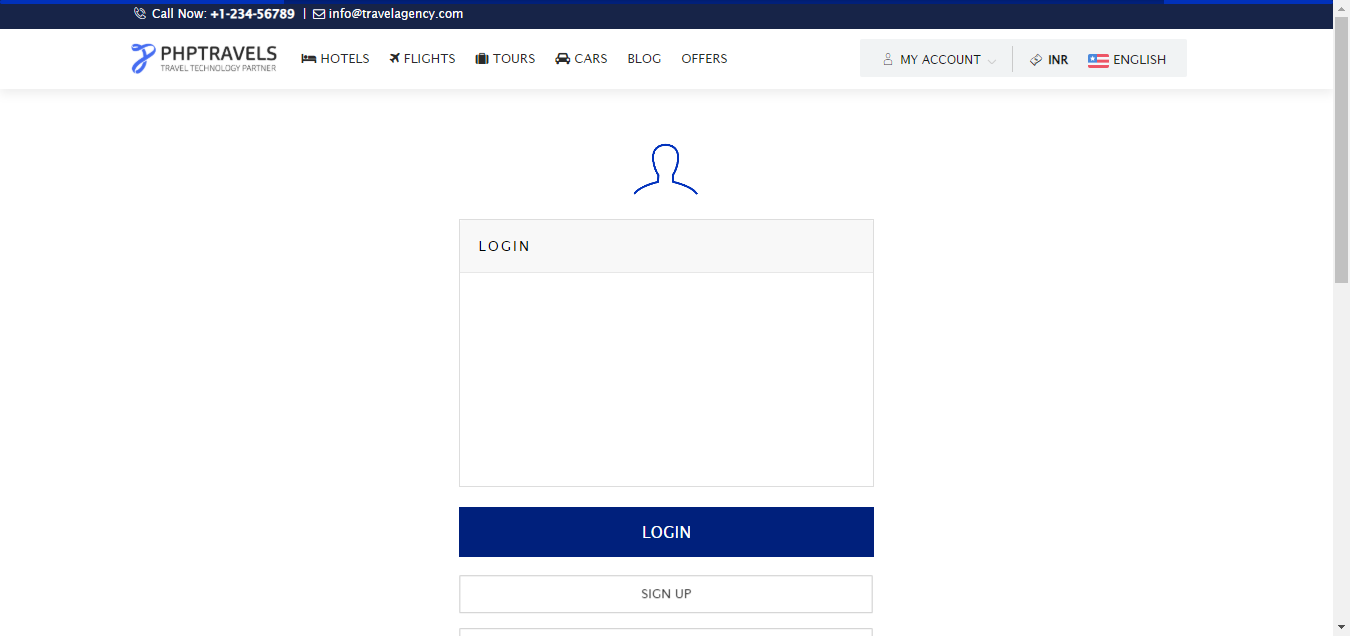 Call Now: +1-234-56789 | info@travelagency.com
PHPTRAVELS
TRAVEL TECHNOLOGY PARTNER
HOTELS FLIGHTS TOURS CARS BLOG OFFERS
MY ACCOUNT INR ENGLISH
LOGIN
LOGIN
SIGN UP